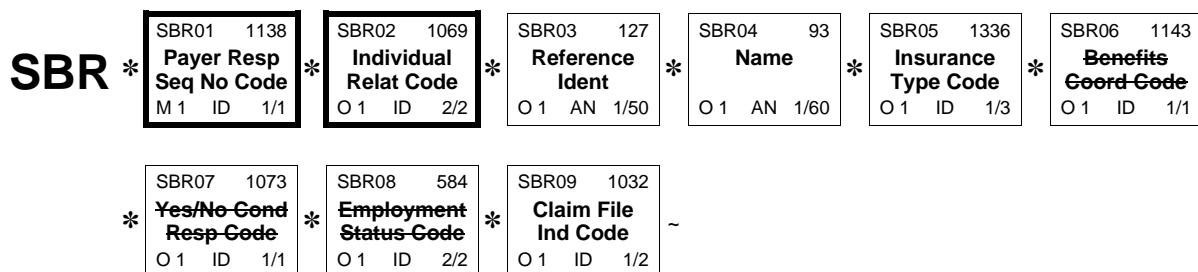 SBR * SBR01 1138 * SBR02 1069 * SBR03 127 * SBR04 93 * SBR05 1336 * SBR06 1143
Payer Resp Individual Reference Name Insurance Benefits
Seq No Code Relat Code Ident Type Code Coord Code
M 1 ID 1/1 O 1 ID 2/2 O 1 AN 1/50 O 1 AN 1/60 O 1 ID 1/3 O 1 ID 1/1
* SBR07 1073 * SBR08 584 * SBR09 1032 ~
Yes/No Cond Employment Claim File
Resp Code Status Code Ind Code
O 1 ID 1/1 O 1 ID 2/2 O 1 ID 1/2